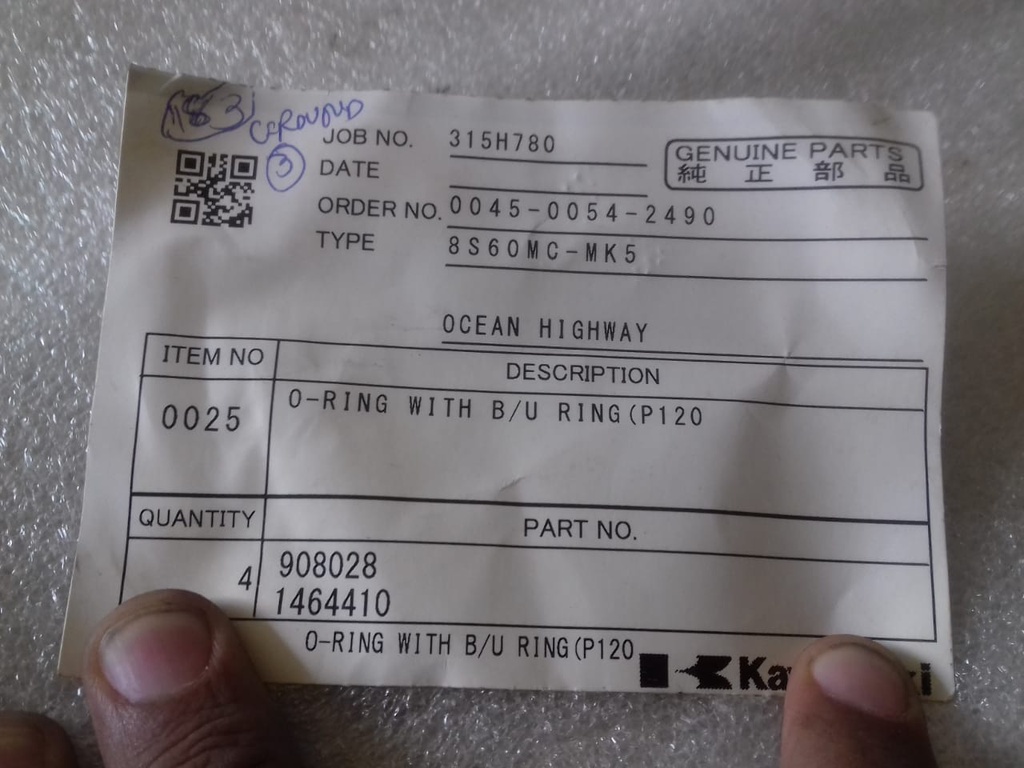 JOB NO. 315H780
GENUINE PARTS
純正部品
3
DATE
ORDER NO. 0045-0054-2490
TYPE 8S60MC-MK5
OCEAN HIGHWAY
ITEM NO DESCRIPTION
0025 O-RING WITH B/U RING(P120
QUANTITY PART NO.
4 908028
1464410
O-RING WITH B/U RING(P120